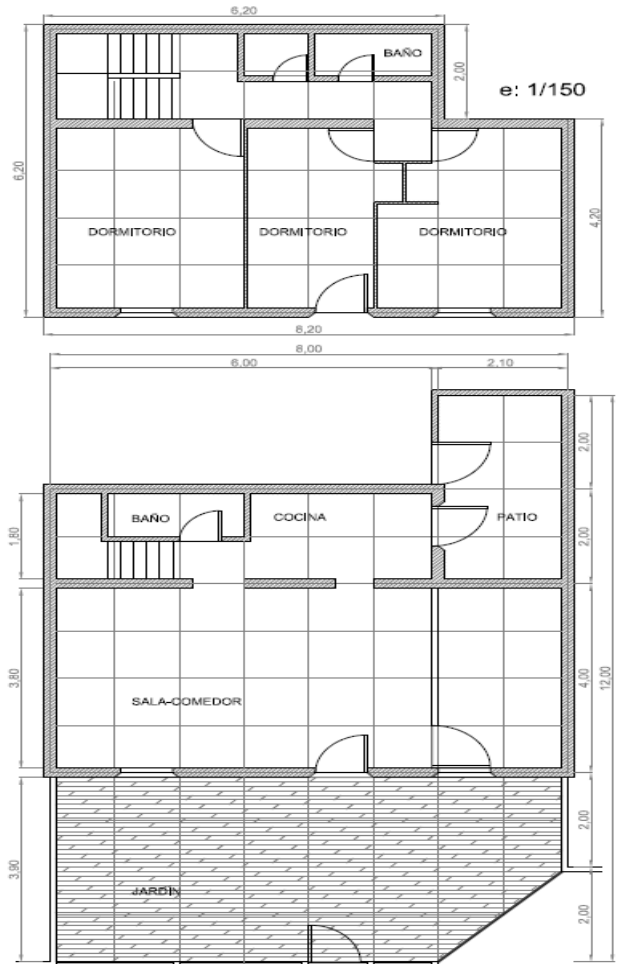 6,20
BAÑO
2,00
e: 1/150
6,20
DORMITORIO
DORMITORIO
DORMITORIO
4,20
8,20
8,00
6,00
2,10
2,00
BAÑO
COCINA
PATIO
1,80
2,00
3,80
SALA-COMEDOR
4,00
12,00
3,90
JARDÍN
2,00
2,00